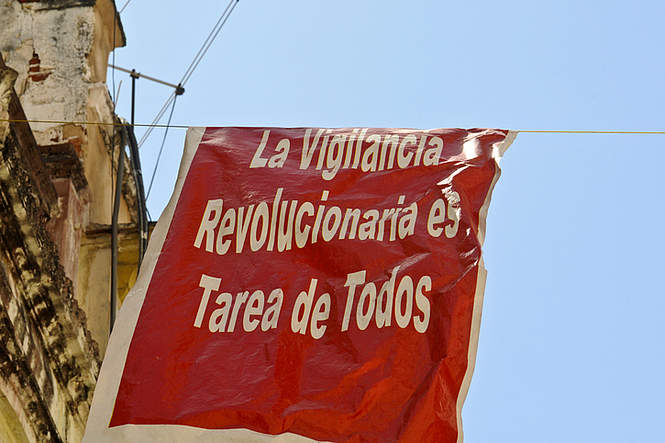 La Vigilancia
Revolucionaria es
Tarea de Todos